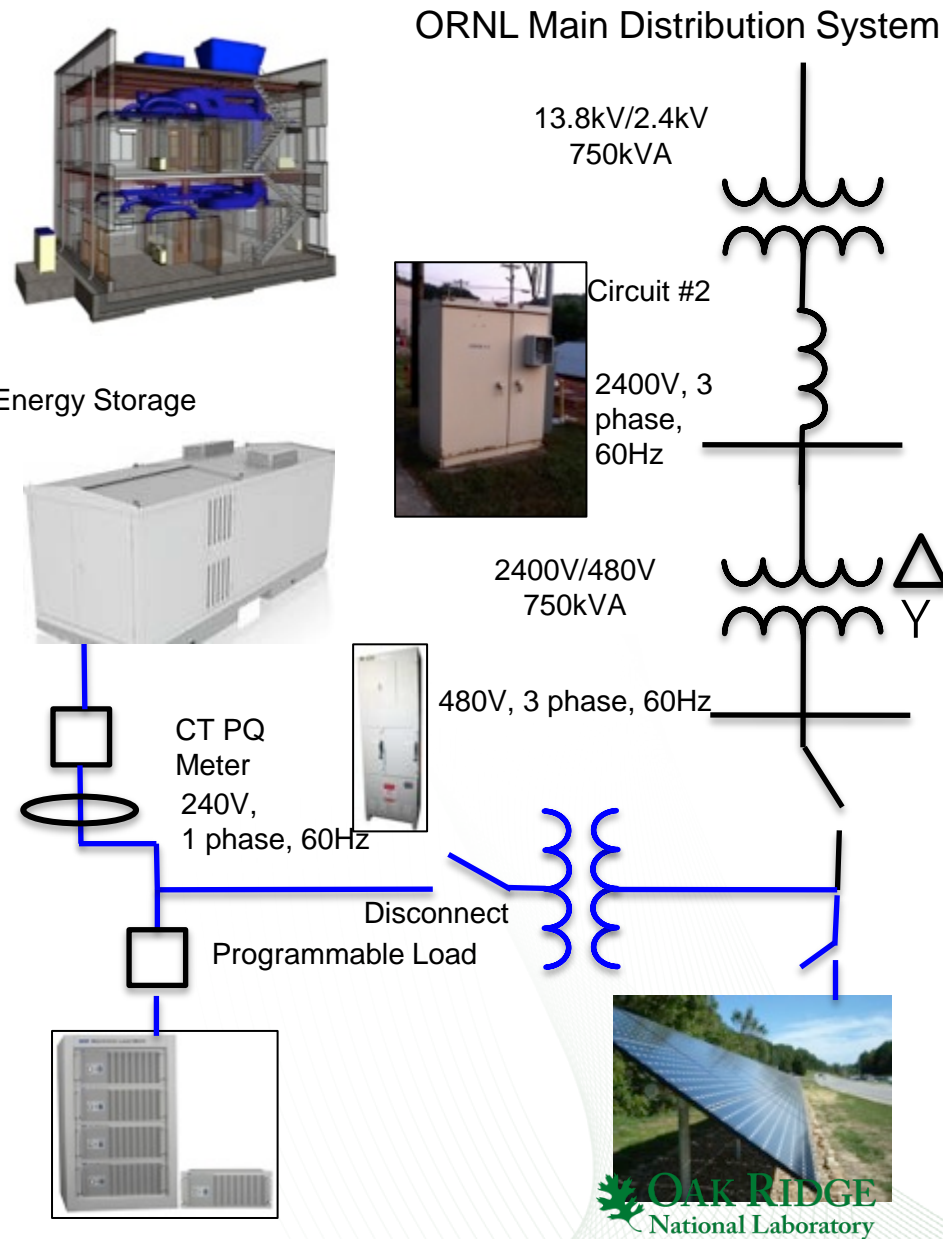 ORNL Main Distribution System
13.8kV/2.4kV
750kVA
Circuit #2
2400V, 3
phase,
60Hz
Energy Storage
2400V/480V
750kVA
Y
480V, 3 phase, 60Hz
CT PQ
Meter
240V,
1 phase, 60Hz
Disconnect
Programmable Load
OAK RIDGE
National Laboratory